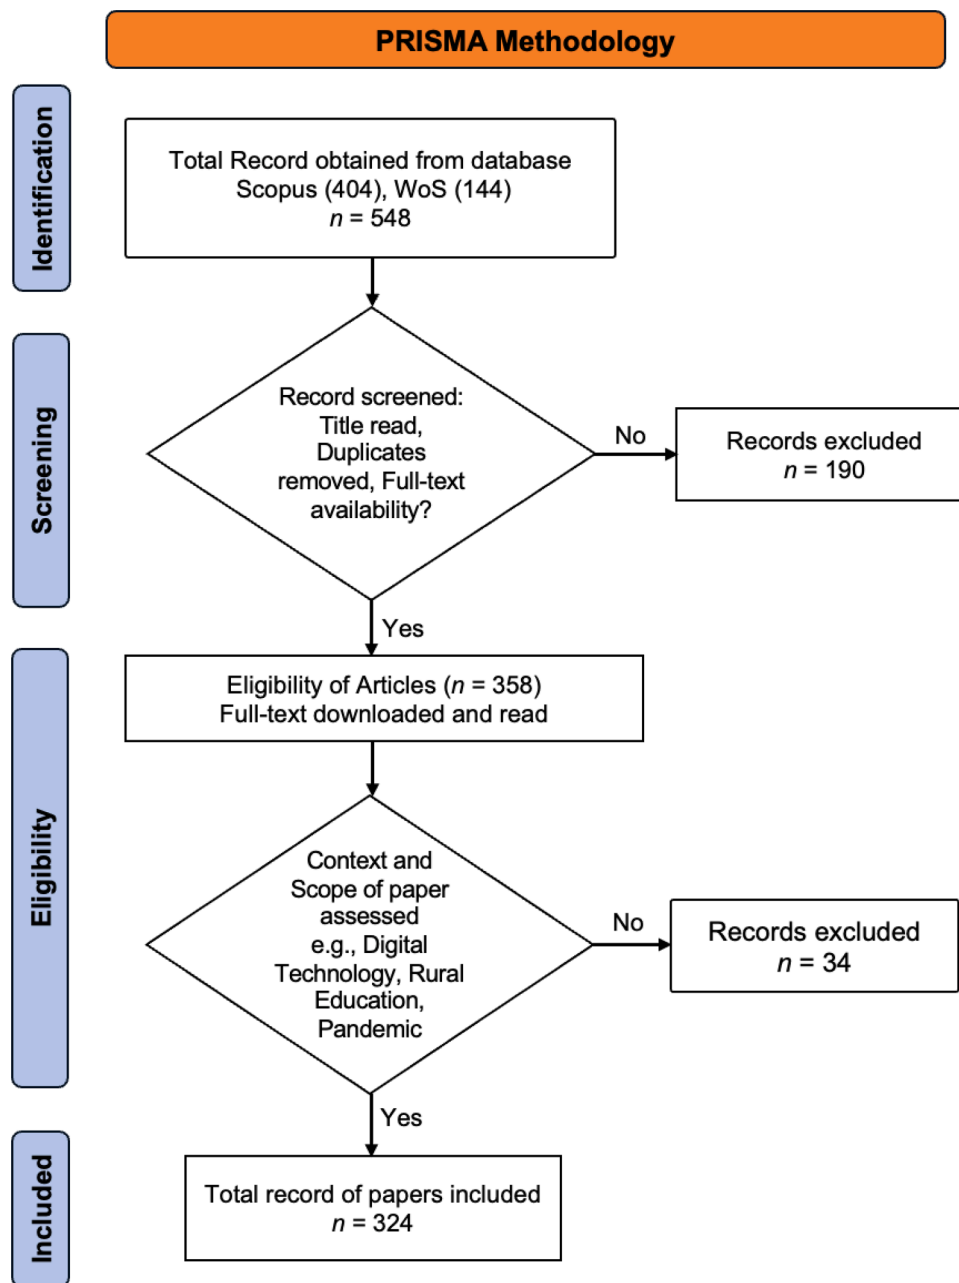 PRISMA Methodology
Identification
Total Record obtained from database
Scopus (404), WoS (144)
n = 548
Screening
Record screened:
Title read,
Duplicates
removed, Full-text
availability?
No
Records excluded
n = 190
Yes
Eligibility
Eligibility of Articles (n = 358)
Full-text downloaded and read
Context and
Scope of paper
assessed
e.g., Digital
Technology, Rural
Education,
Pandemic
No
Records excluded
n = 34
Yes
Included
Total record of papers included
n = 324